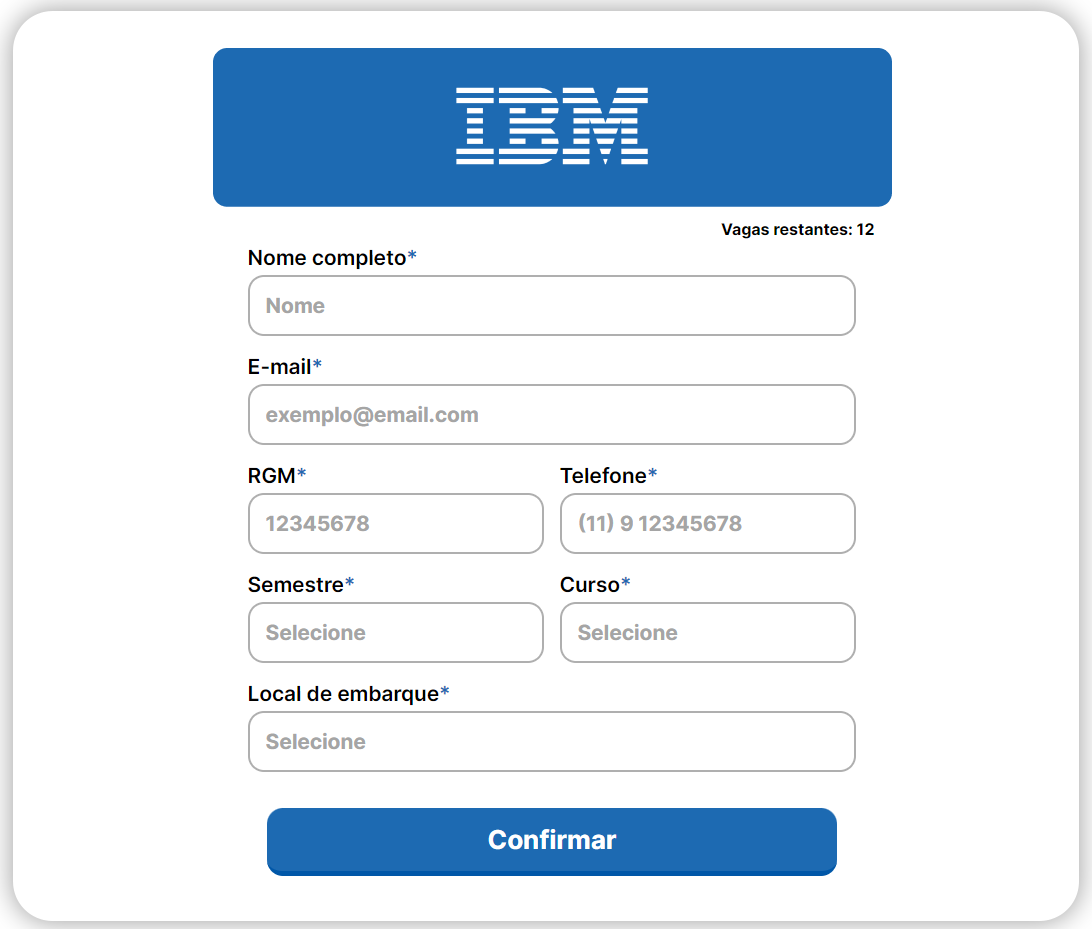 IBM
Vagas restantes: 12
Nome completo*
Nome
E-mail*
exemplo@email.com
RGM* Telefone*
12345678 (11) 9 12345678
Semestre* Curso*
Selecione Selecione
Local de embarque*
Selecione
Confirmar